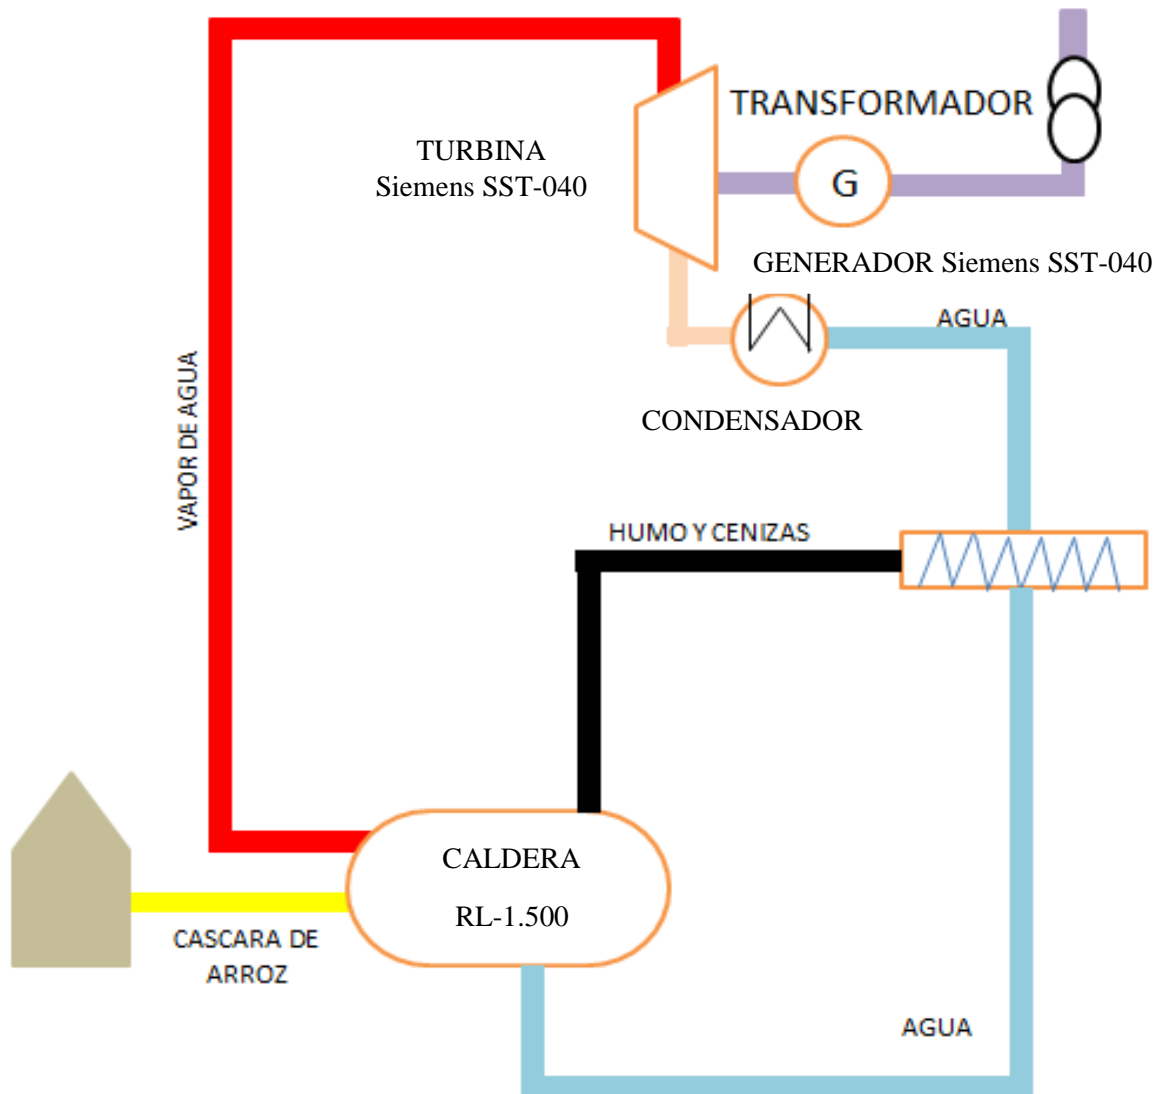 TRANSFORMADOR
TURBINA
Siemens SST-040
G
GENERADOR Siemens SST-040
AGUA
CONDENSADOR
VAPOR DE AGUA
HUMO Y CENIZAS
CALDERA
RL-1.500
CASCARA DE
ARROZ
AGUA